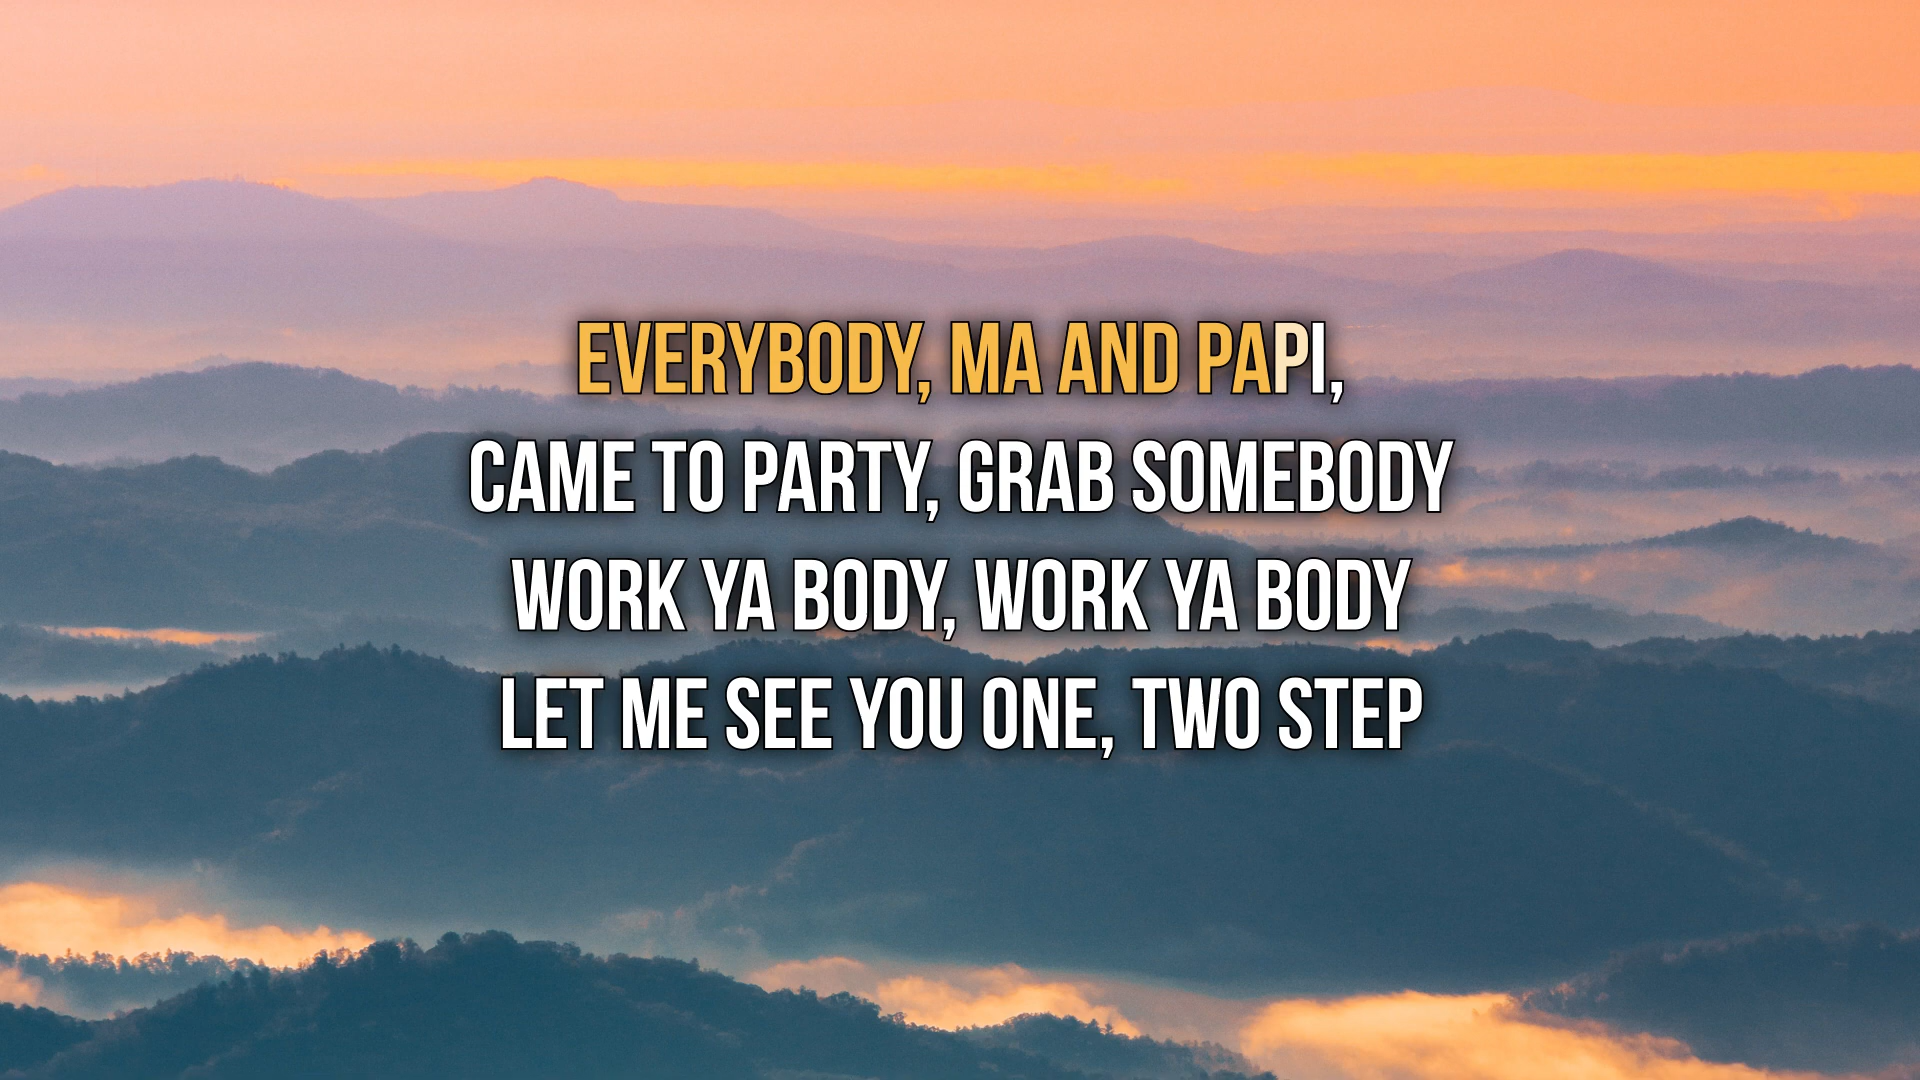 EVERYBODY, MA AND PAPI,
CAME TO PARTY, GRAB SOMEBODY
WORK YA BODY, WORK YA BODY
LET ME SEE YOU ONE, TWO STEP